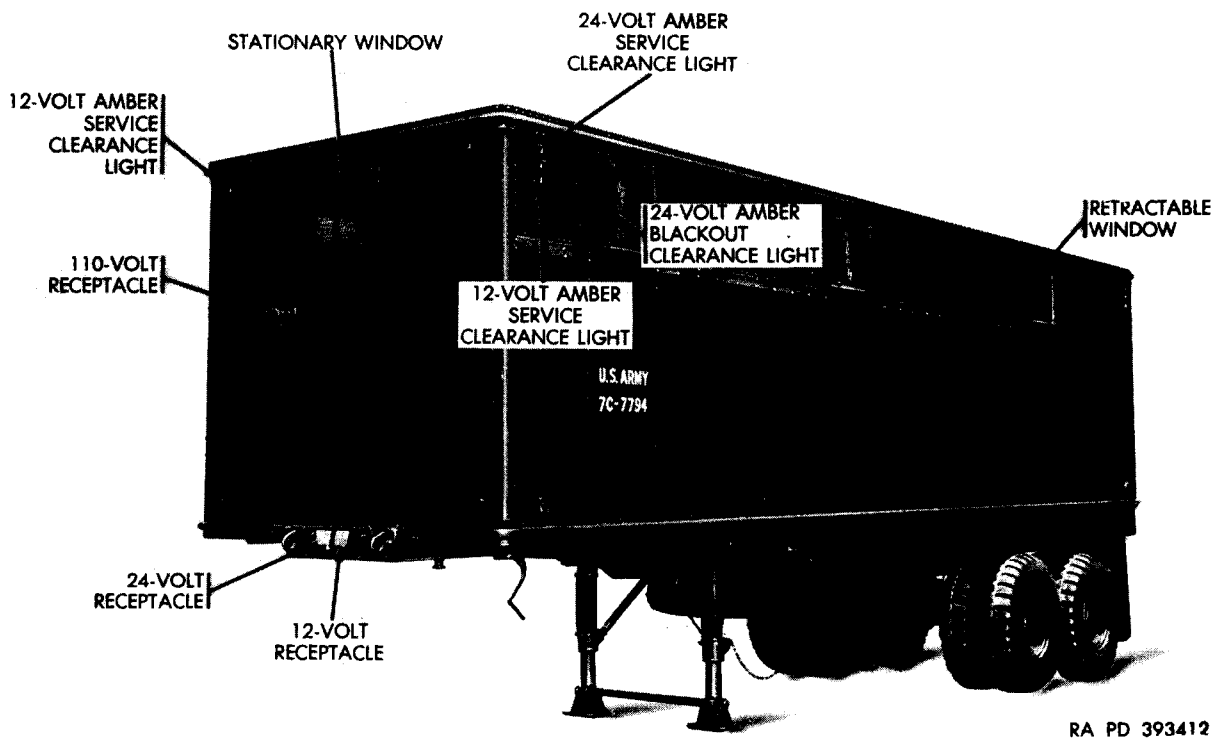 24-VOLT AMBER
SERVICE
CLEARANCE LIGHT
STATIONARY WINDOW
12-VOLT AMBER
SERVICE
CLEARANCE
LIGHT
24-VOLT AMBER
BLACKOUT
CLEARANCE LIGHT
RETRACTABLE
WINDOW
110-VOLT
RECEPTACLE
12-VOLT AMBER
SERVICE
CLEARANCE LIGHT
U.S. ARMY
7C-7794
24-VOLT
RECEPTACLE
12-VOLT
RECEPTACLE
RA PD 393412